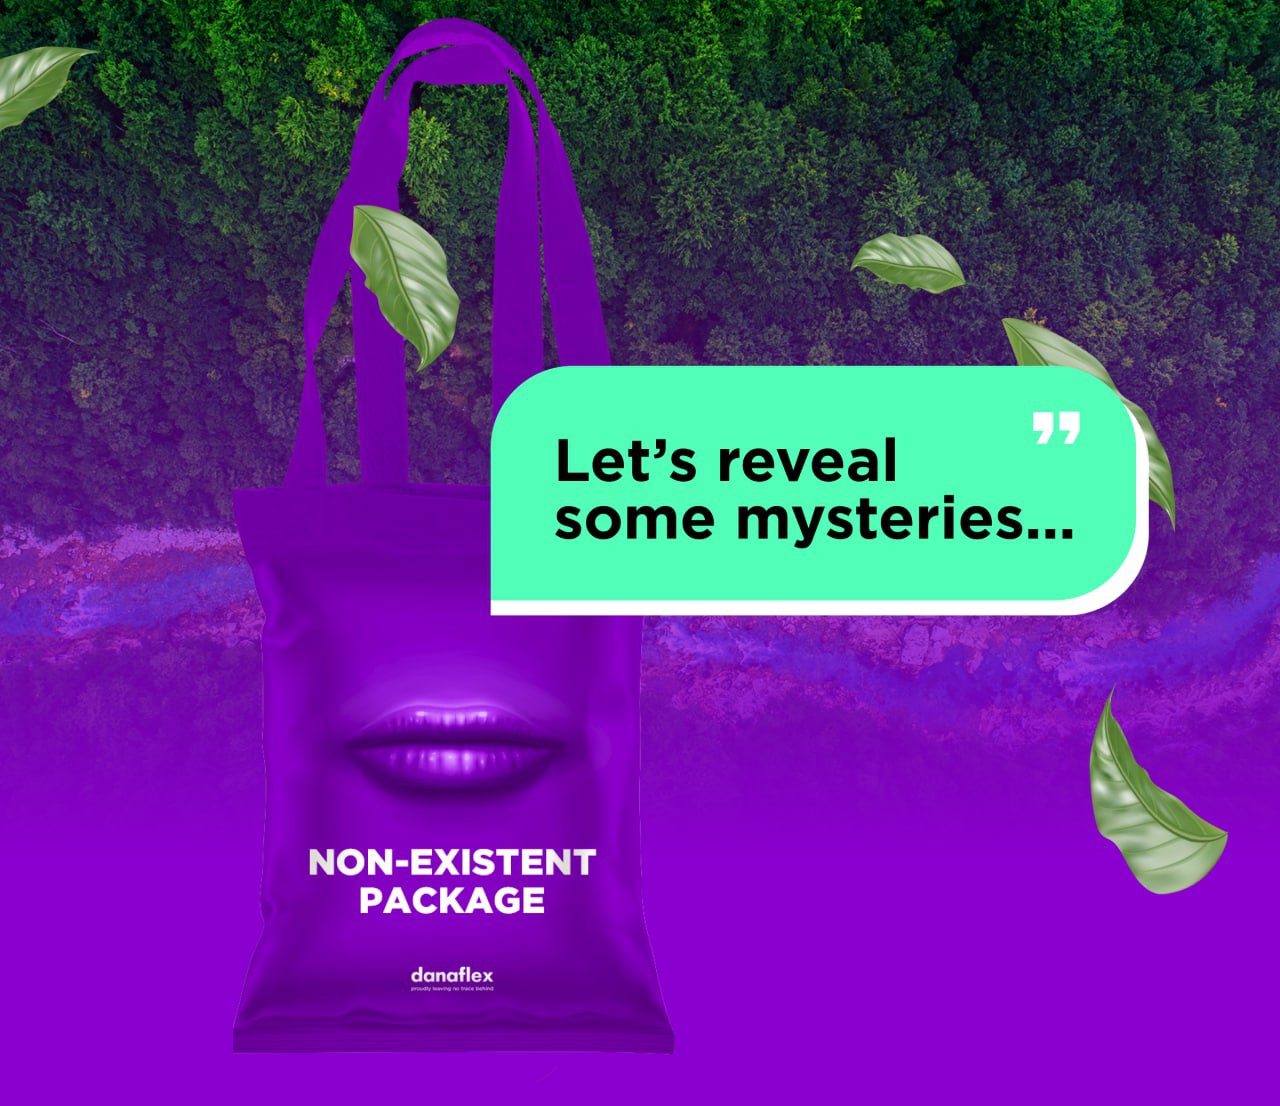 Let’s reveal
some mysteries...
”
NON-EXISTENT
PACKAGE
danaflex
proudly leaving no trace behind